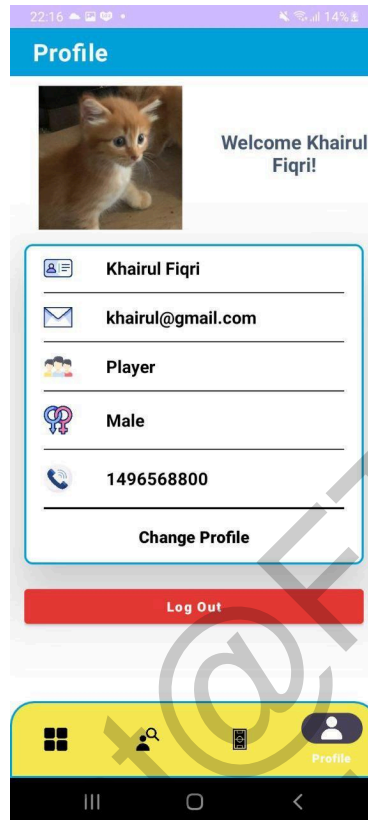 22:16
14%
Profile
Welcome Khairul
Fiqri!
Khairul Fiqri
khairul@gmail.com
Player
Male
1496568800
Change Profile
Log Out
Profile